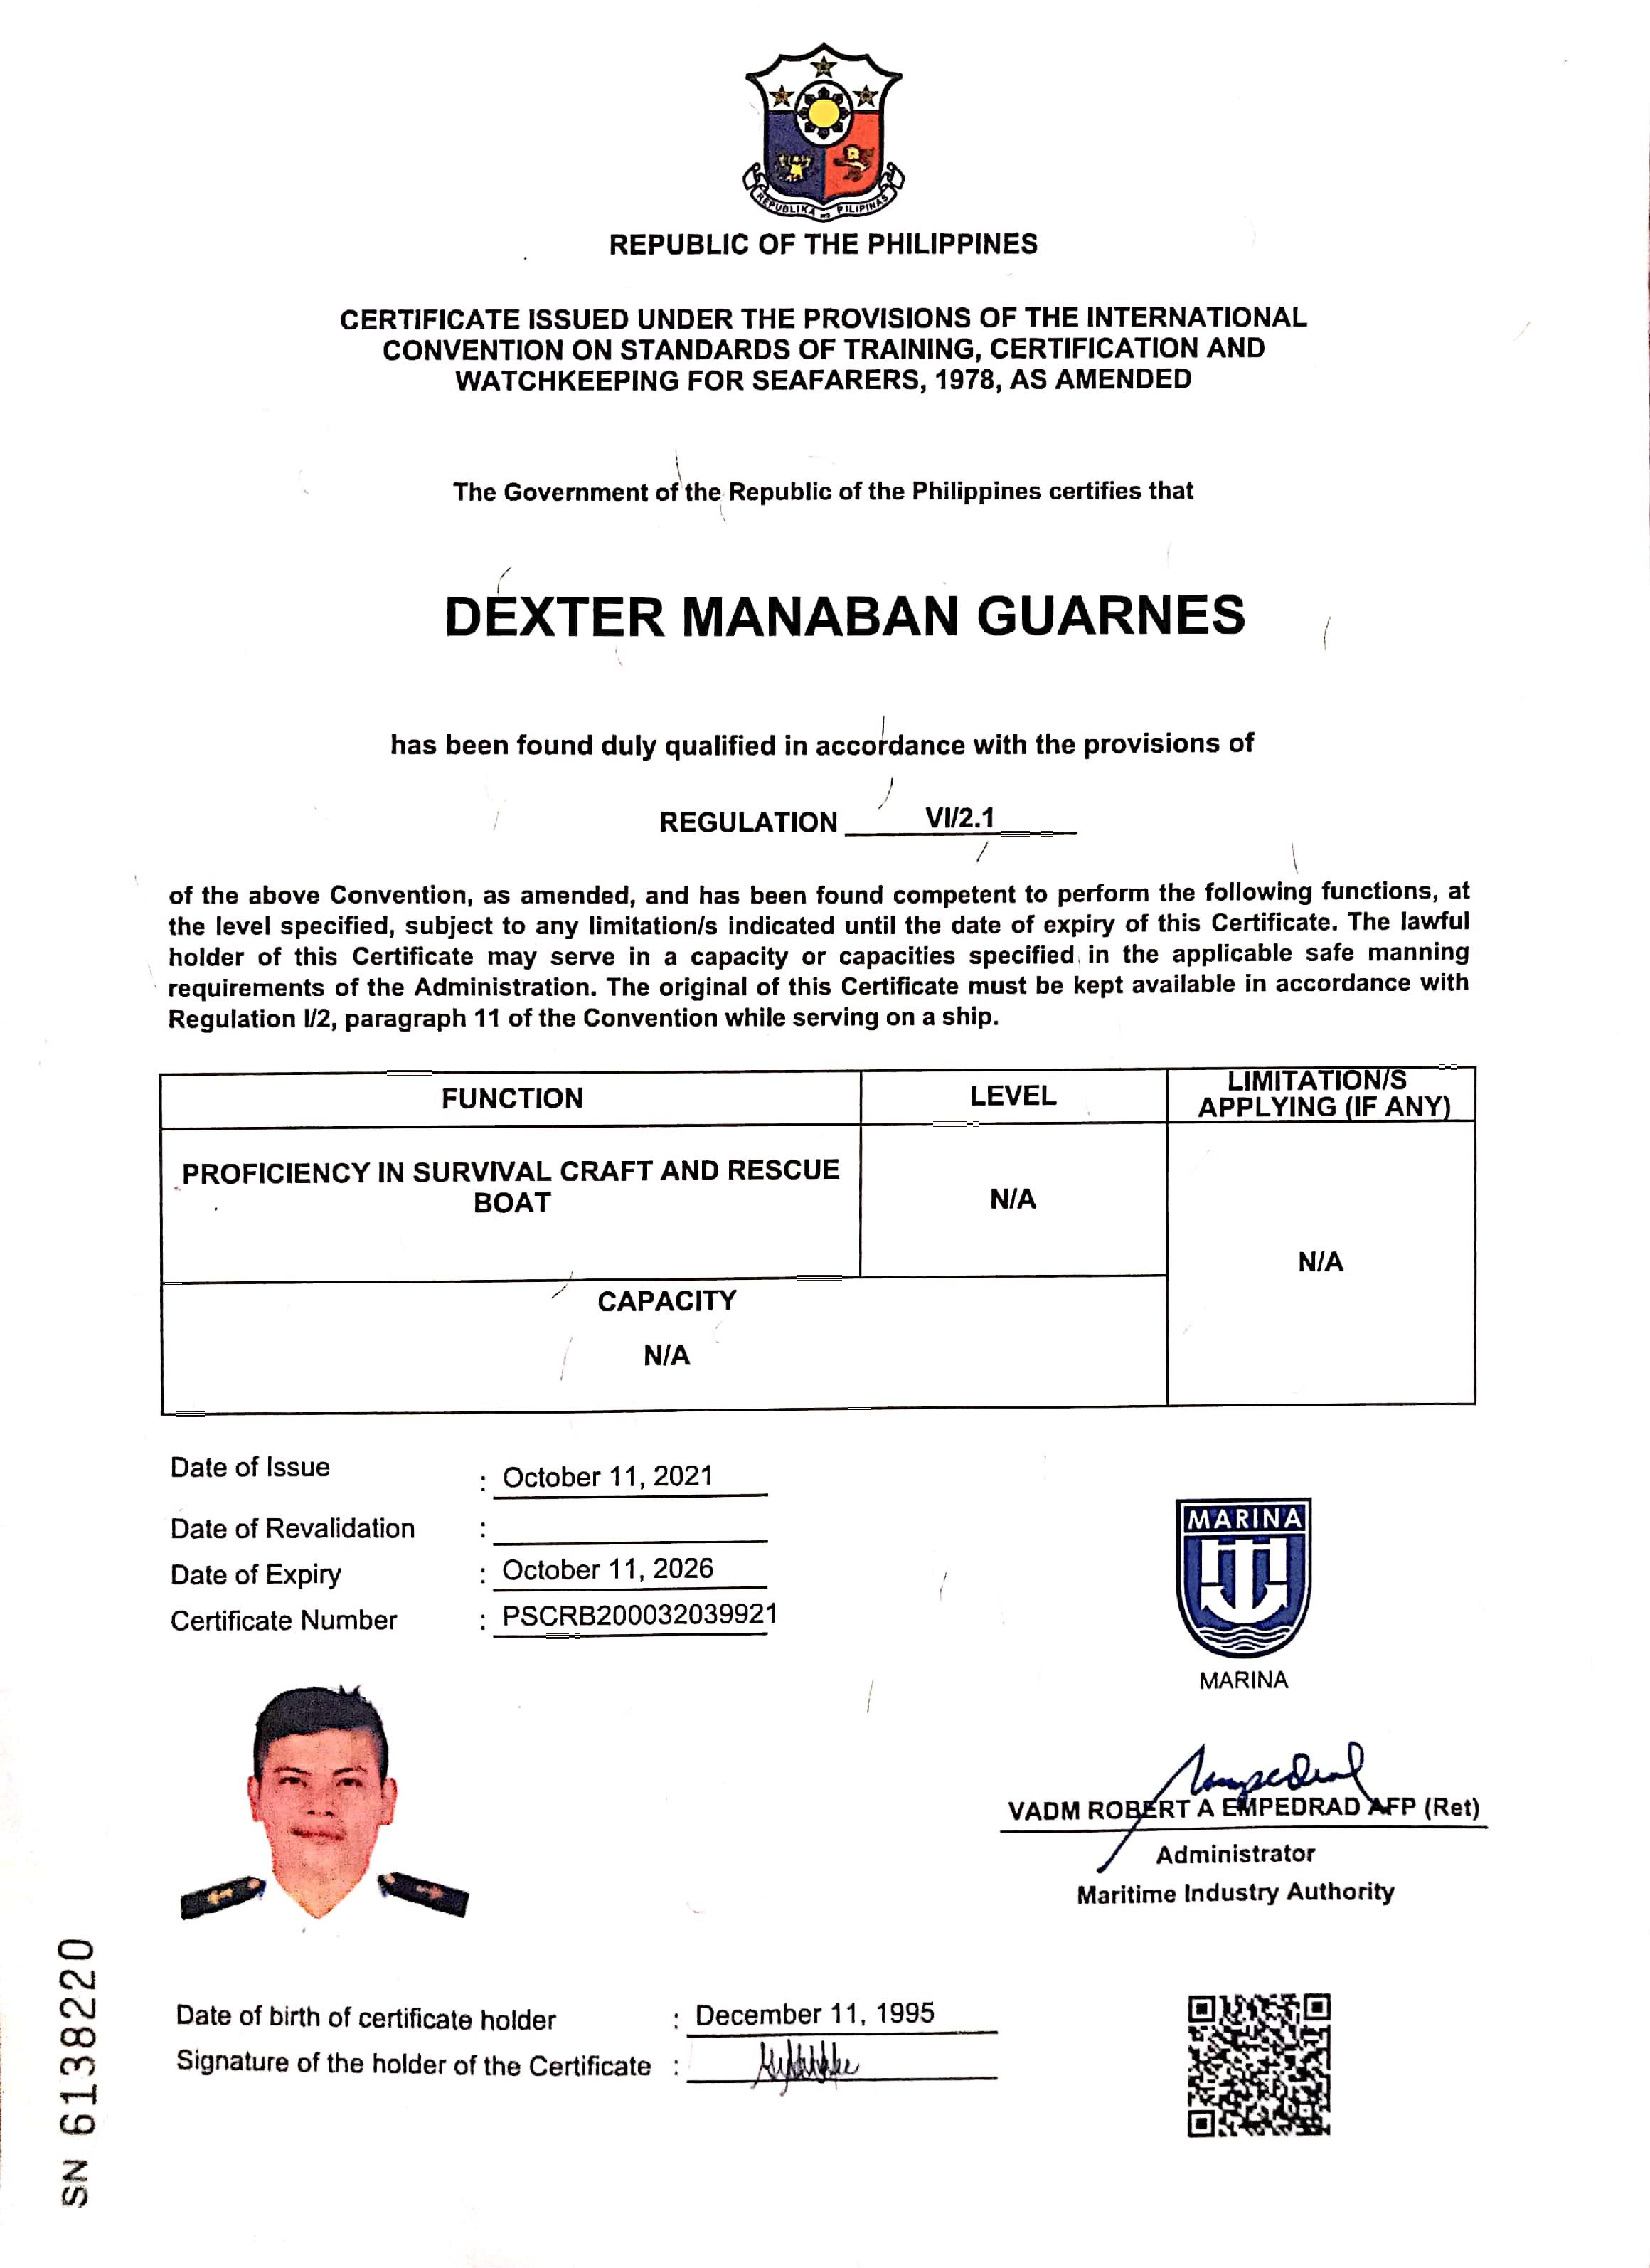 REPUBLIKA NG PILIPINAS
REPUBLIC OF THE PHILIPPINES
CERTIFICATE ISSUED UNDER THE PROVISIONS OF THE INTERNATIONAL
CONVENTION ON STANDARDS OF TRAINING, CERTIFICATION AND
WATCHKEEPING FOR SEAFARERS, 1978, AS AMENDED
The Government of the Republic of the Philippines certifies that
DEXTER MANABAN GUARNES
has been found duly qualified in accordance with the provisions of
REGULATION VI/2.1
of the above Convention, as amended, and has been found competent to perform the following functions, at
the level specified, subject to any limitation/s indicated until the date of expiry of this Certificate. The lawful
holder of this Certificate may serve in a capacity or capacities specified in the applicable safe manning
requirements of the Administration. The original of this Certificate must be kept available in accordance with
Regulation I/2, paragraph 11 of the Convention while serving on a ship.
FUNCTION LEVEL LIMITATION/S
APPLYING (IF ANY)
PROFICIENCY IN SURVIVAL CRAFT AND RESCUE
BOAT
N/A
N/A
CAPACITY
N/A
Date of Issue : October 11, 2021
Date of Revalidation :
Date of Expiry : October 11, 2026
Certificate Number : PSCRB200032039921
MARINA
MARINA
VADM ROBERT A EMPEDRAD AFP (Ret)
Administrator
Maritime Industry Authority
Date of birth of certificate holder : December 11, 1995
Signature of the holder of the Certificate :
SN 6138220